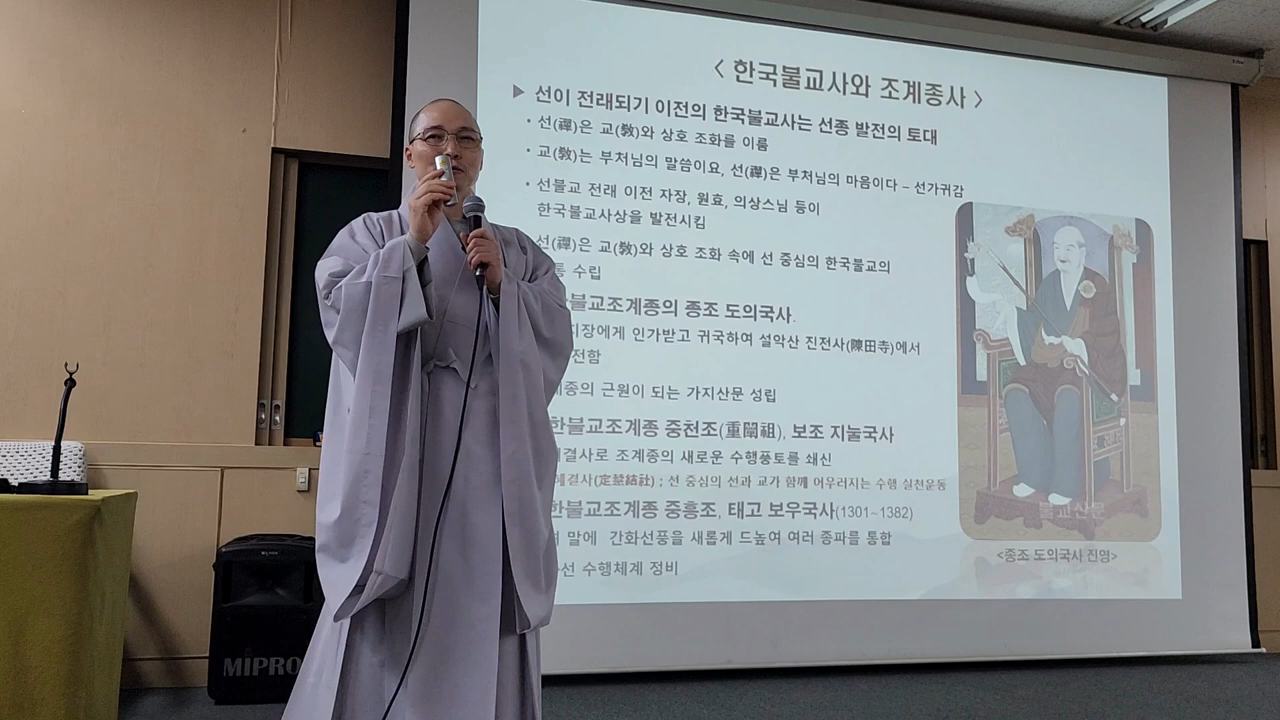 < 한국불교사와 조계종사 >
▶ 선이 전래되기 이전의 한국불교사는 선종 발전의 토대
• 선(禪)은 교(敎)와 상호 조화를 이룸
• 교(敎)는 부처님의 말씀이요, 선(禪)은 부처님의 마음이다 – 선가귀감
• 선불교 전래 이전 자장, 원효, 의상스님 등이
한국불교사상을 발전시킴
선(禪)은 교(敎)와 상호 조화 속에 선 중심의 한국불교의
통 수립
불교조계종의 종조 도의국사.
지장에게 인가받고 귀국하여 설악산 진전사(陳田寺)에서
전함
계종의 근원이 되는 가지산문 성립
한불교조계종 중천조(重闡祖), 보조 지눌국사
결사로 조계종의 새로운 수행풍토를 쇄신
혜결사(定慧結社) ; 선 중심의 선과 교가 함께 어우러지는 수행 실천운동
한불교조계종 중흥조, 태고 보우국사(1301~1382)
말에 간화선풍을 새롭게 드높여 여러 종파를 통합
선 수행체계 정비
불교산문
<종조 도의국사 진영>
MIPRO